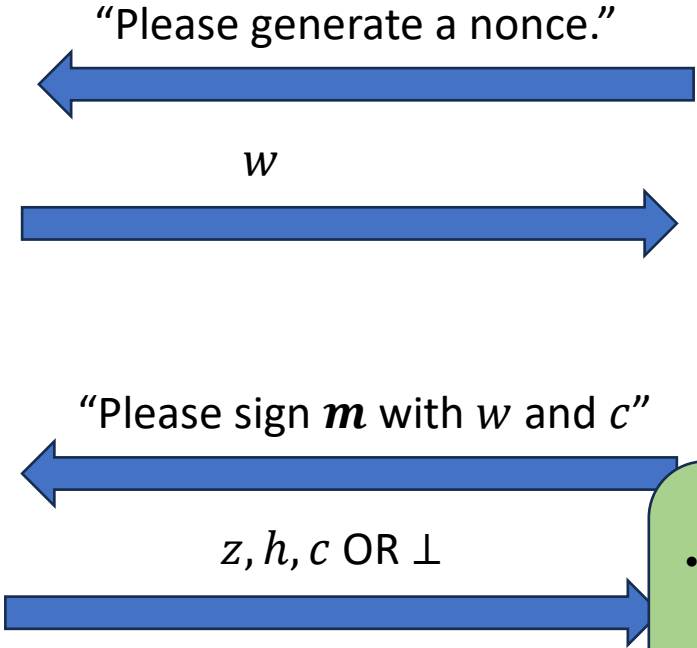 “Please generate a nonce.”
w
“Please sign m with w and c”
z, h, c OR ⊥
•